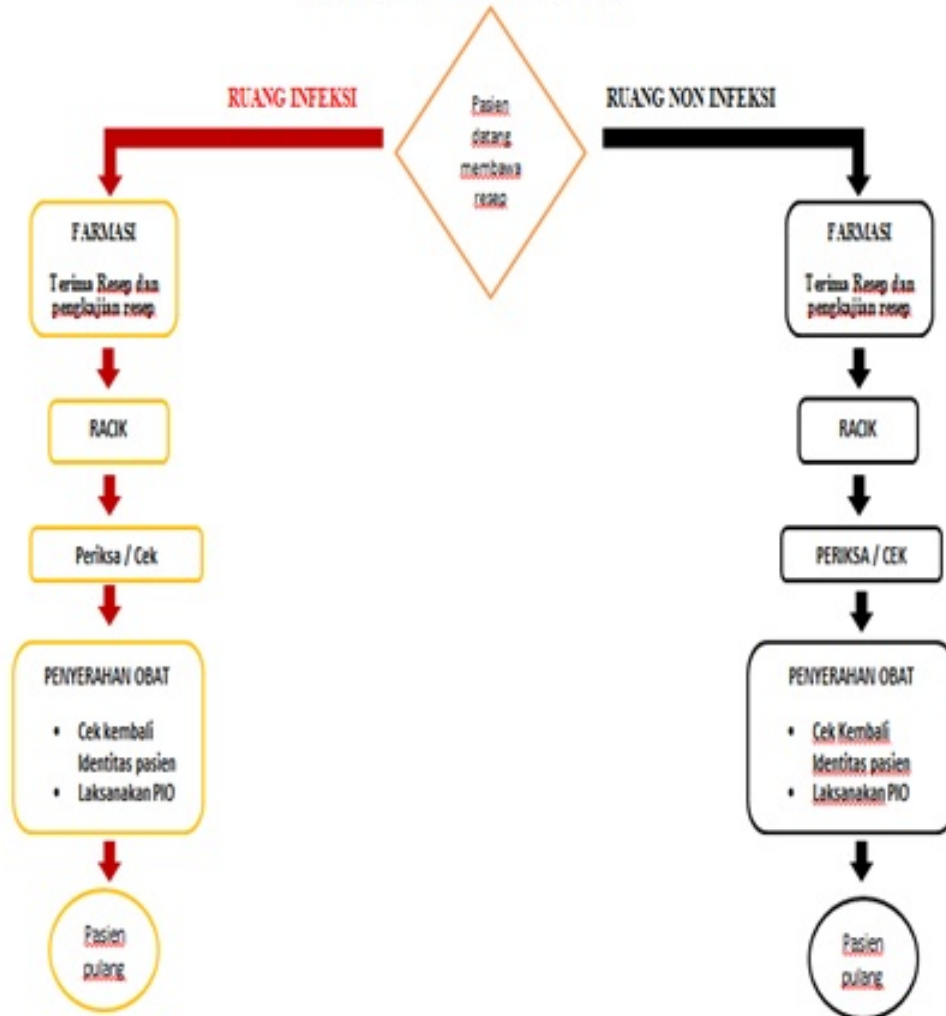 RUANG INFEKSI
Pasien
datang
membawa
resep
RUANG NON INFEKSI
FARMASI
Terima Resep dan
pengkajian resep
RACIK
Periksa / Cek
PENYERAHAN OBAT
• Cek kembali
Identitas pasien
• Laksanakan PIO
Pasien
pulang
FARMASI
Terima Resep dan
pengkajian resep
RACIK
PERIKSA / CEK
PENYERAHAN OBAT
• Cek Kembali
Identitas pasien
• Laksanakan PIO
Pasien
pulang